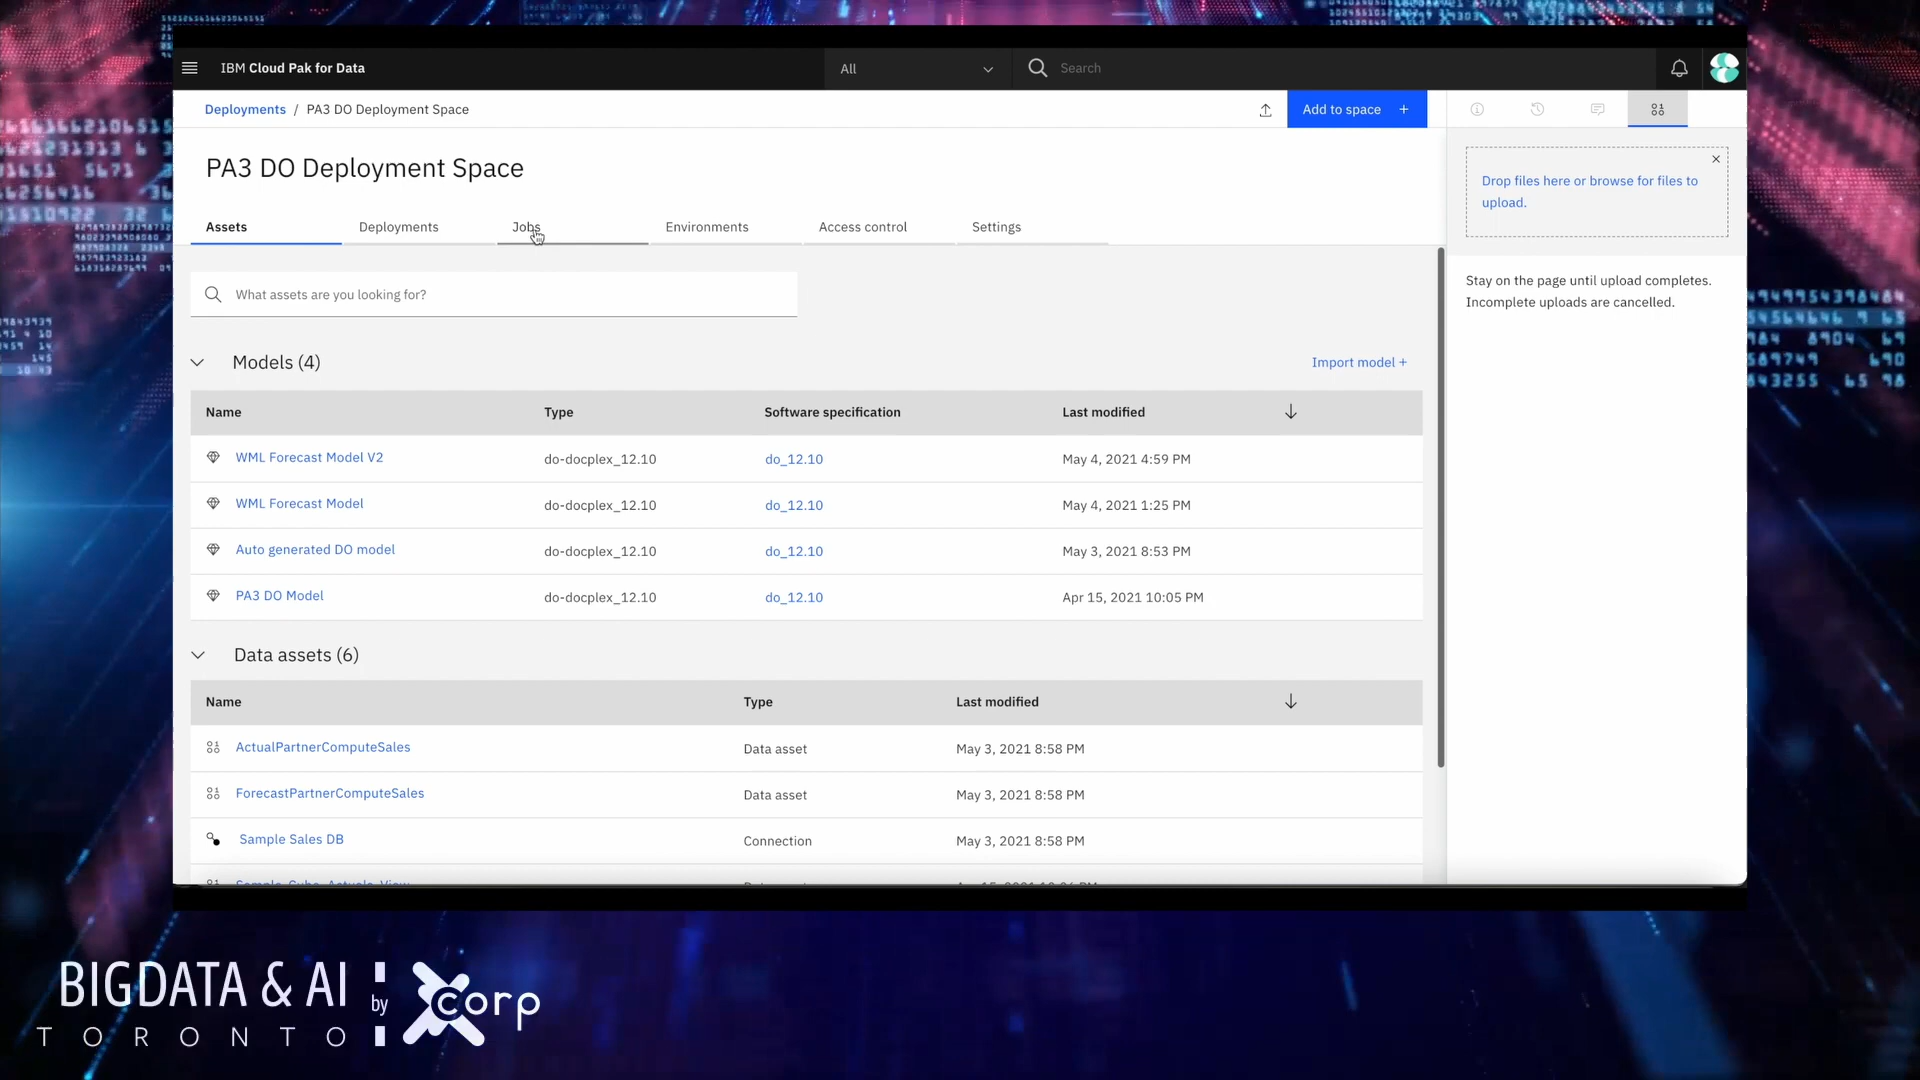 IBM Cloud Pak for Data
All
Search
Deployments / PA3 DO Deployment Space
Add to space +
PA3 DO Deployment Space
Assets Deployments Jobs Environments Access control Settings
What assets are you looking for?
Models (4)
Import model +
Name Type Software specification Last modified
WML Forecast Model V2 do-docplex_12.10 do_12.10 May 4, 2021 4:59 PM
WML Forecast Model do-docplex_12.10 do_12.10 May 4, 2021 1:25 PM
Auto generated DO model do-docplex_12.10 do_12.10 May 3, 2021 8:53 PM
PA3 DO Model do-docplex_12.10 do_12.10 Apr 15, 2021 10:05 PM
Data assets (6)
Name Type Last modified
ActualPartnerComputeSales Data asset May 3, 2021 8:58 PM
ForecastPartnerComputeSales Data asset May 3, 2021 8:58 PM
Sample Sales DB Connection May 3, 2021 8:58 PM
Drop files here or browse for files to
upload.
Stay on the page until upload completes.
Incomplete uploads are cancelled.
BIGDATA & AI
TORONTO
by
Xcorp